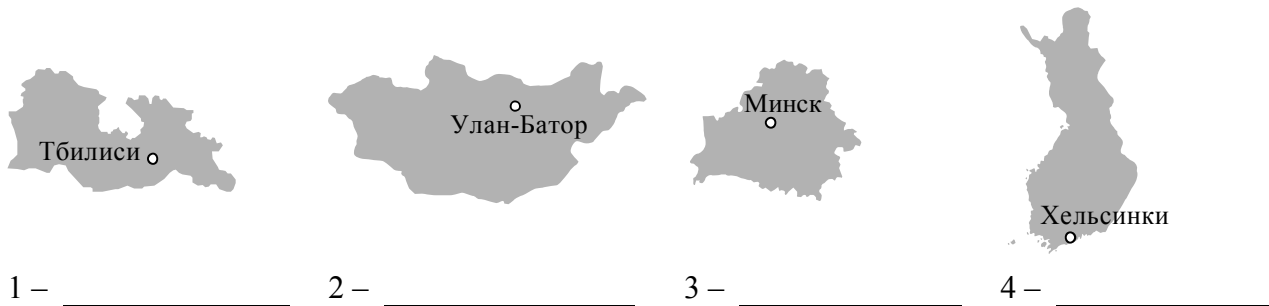 Тбилиси
Улан-Батор
Минск
Хельсинки
1 – 2 – 3 – 4 –